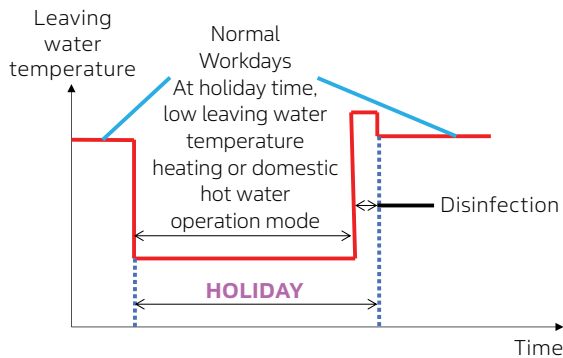 Leaving
water
temperature
Normal
Workdays
At holiday time,
low leaving water
temperature
heating or domestic
hot water
operation mode
Disinfection
HOLIDAY
Time